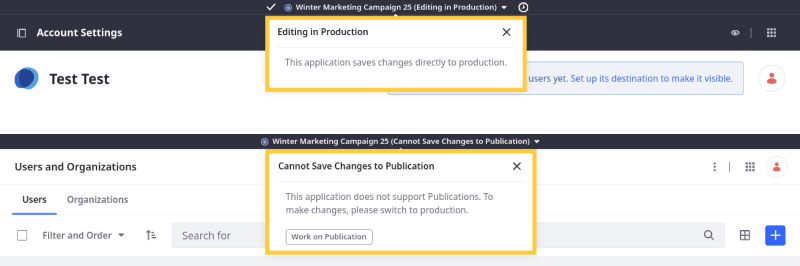 Winter Marketing Campaign 25 (Editing in Production)
Account Settings
Editing in Production
This application saves changes directly to production.
Test Test
users yet. Set up its destination to make it visible.
Winter Marketing Campaign 25 (Cannot Save Changes to Publication)
Users and Organizations
Cannot Save Changes to Publication
This application does not support Publications. To
make changes, please switch to production.
Work on Publication
Users
Organizations
Filter and Order
Search for